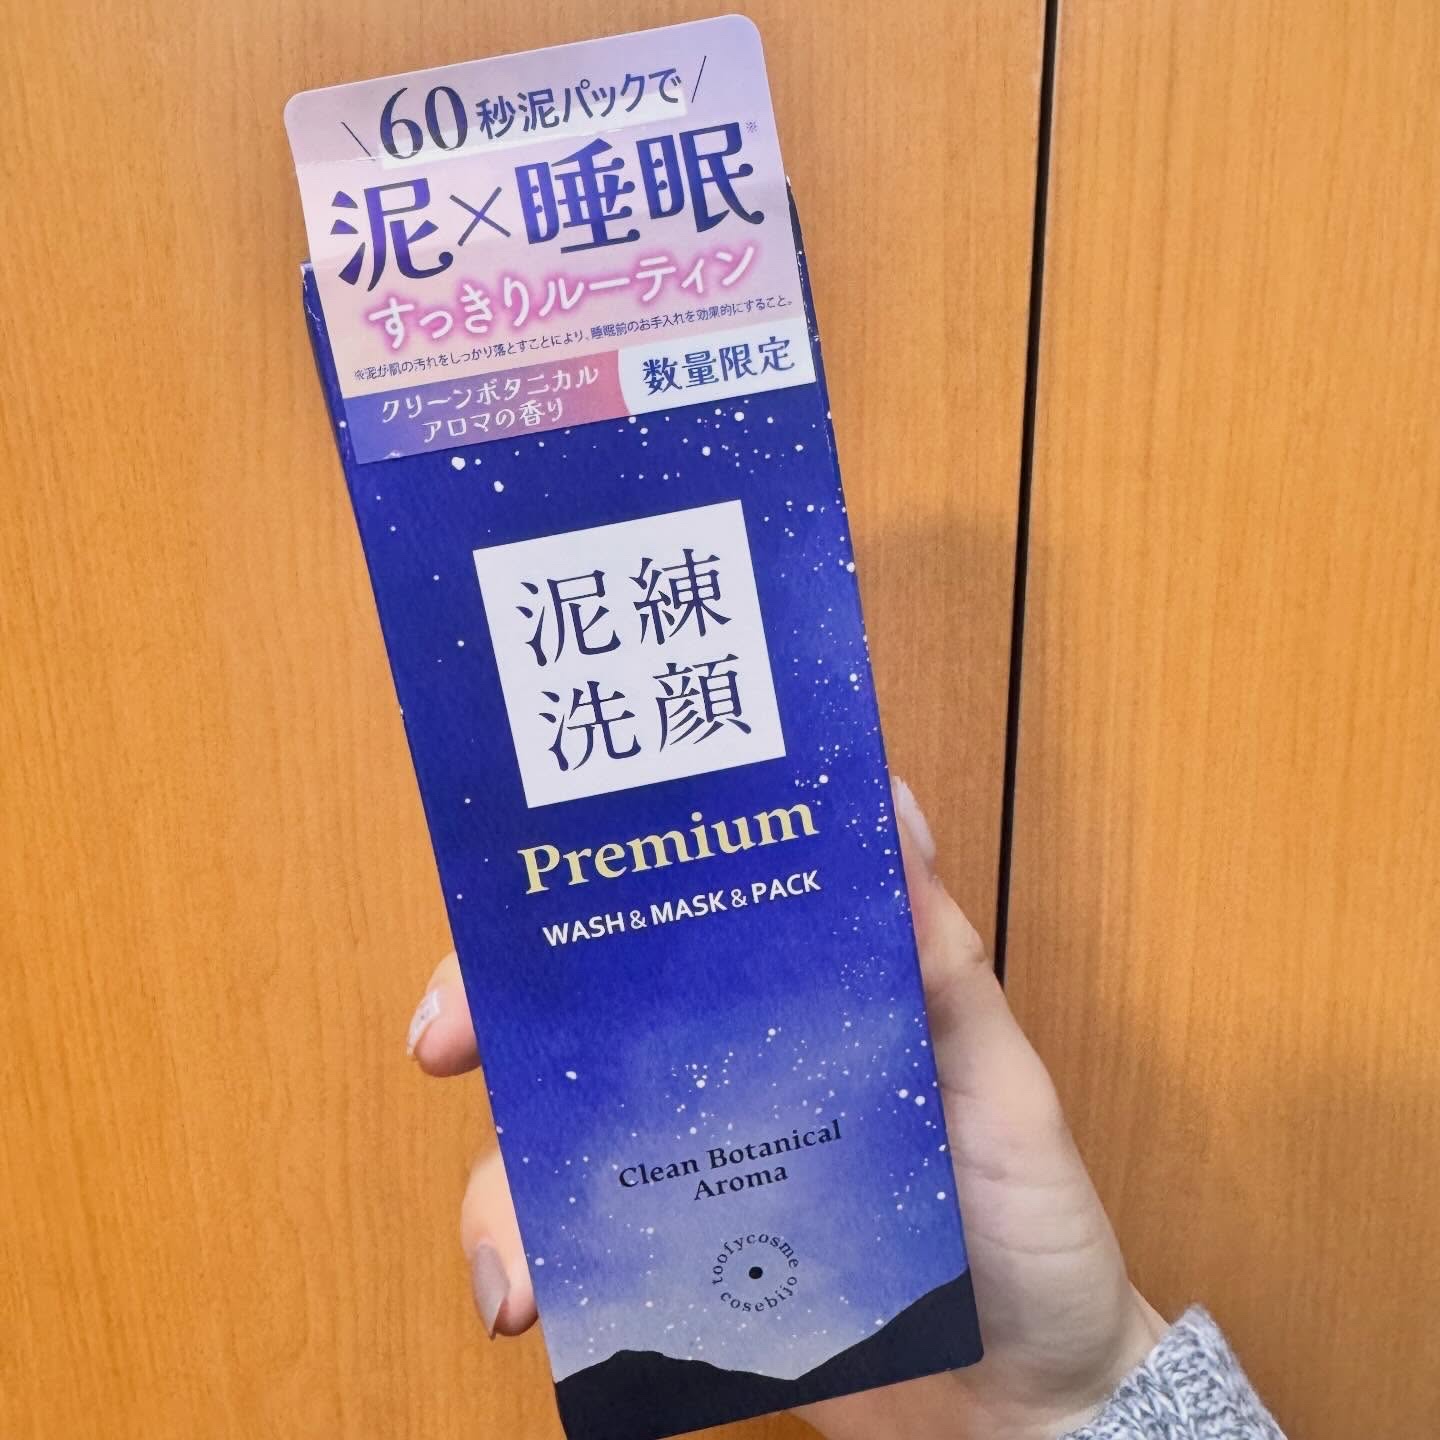 \60秒泥パックで/
泥×睡眠※
すっきりルーティン
※泥が肌の汚れをしっかり落とすことにより、睡眠前のお手入れを効果的にすること。
クリーンボタニカル
アロマの香り
数量限定
泥練
洗顔
Premium
WASH&MASK&PACK
Clean Botanical
Aroma
toofycosme
cosebijo